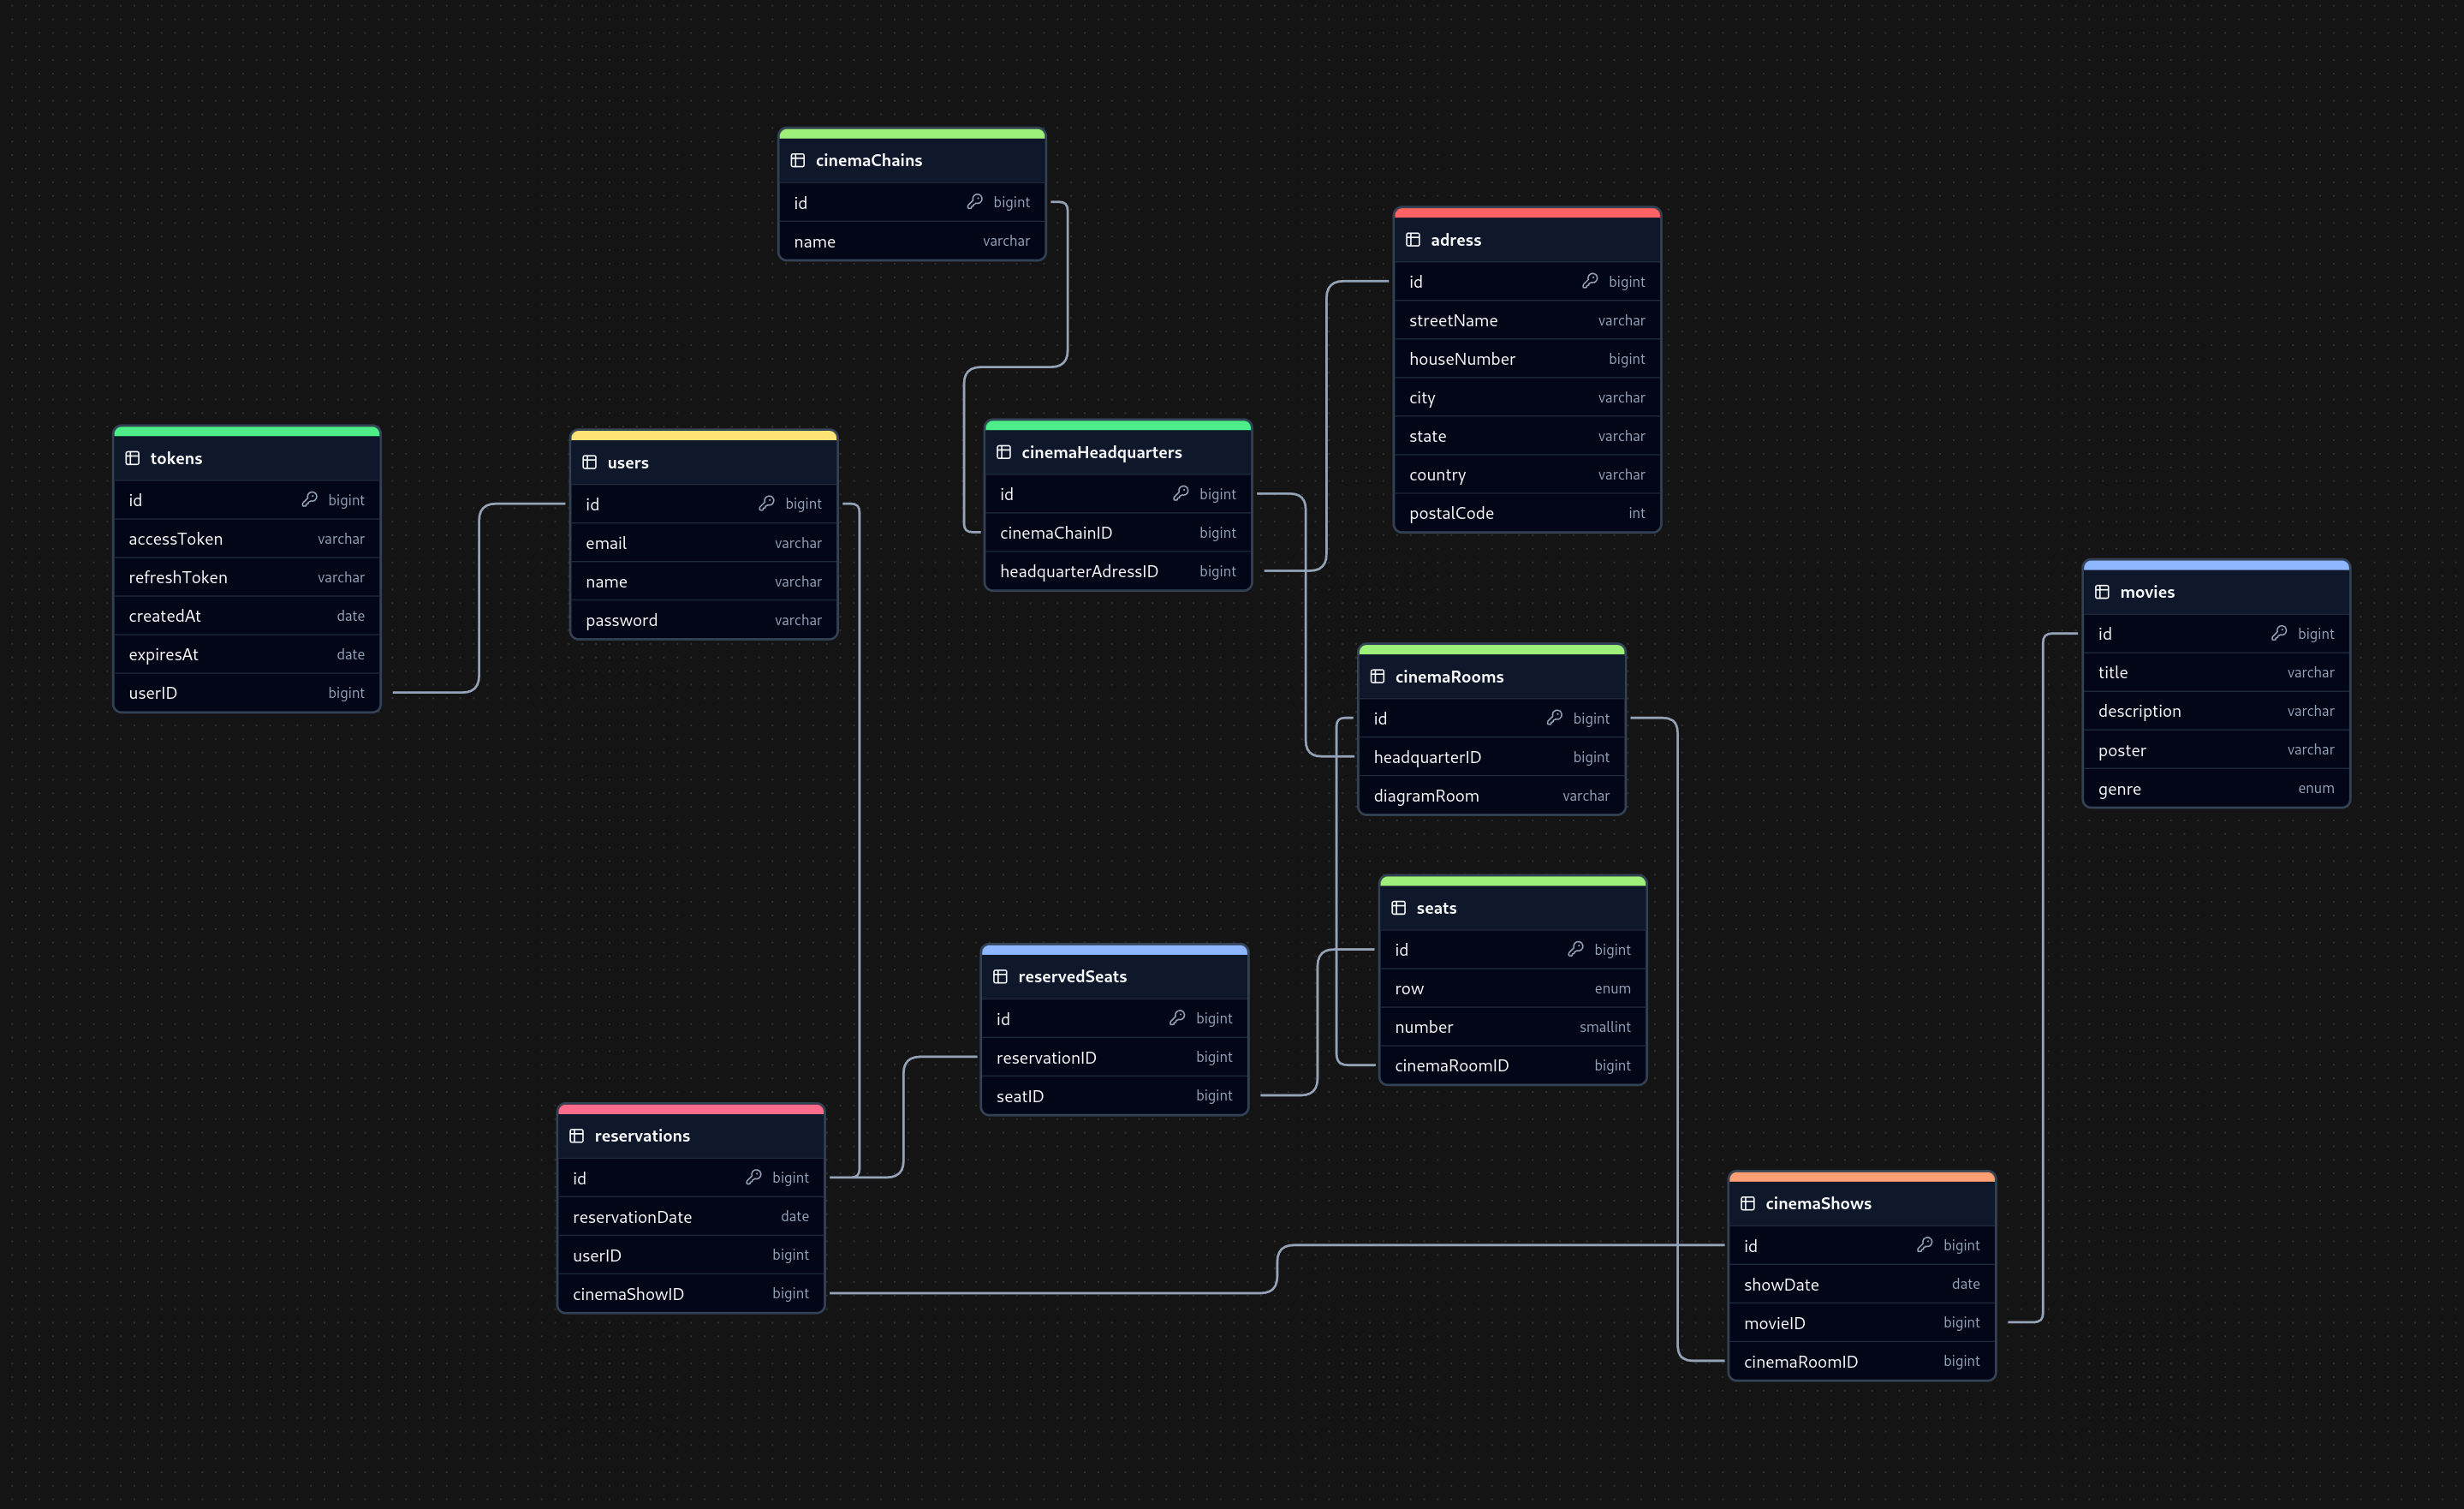 cinemaChains
id bigint
name varchar
adress
id bigint
streetName varchar
houseNumber bigint
city varchar
state varchar
country varchar
postalCode int
tokens
id bigint
accessToken varchar
refreshToken varchar
createdAt date
expiresAt date
userID bigint
users
id bigint
email varchar
name varchar
password varchar
cinemaHeadquarters
id bigint
cinemaChainID bigint
headquarterAdressID bigint
movies
id bigint
title varchar
description varchar
poster varchar
genre enum
cinemaRooms
id bigint
headquarterID bigint
diagramRoom varchar
seats
id bigint
row enum
number smallint
cinemaRoomID bigint
reservedSeats
id bigint
reservationID bigint
seatID bigint
reservations
id bigint
reservationDate date
userID bigint
cinemaShowID bigint
cinemaShows
id bigint
showDate date
movieID bigint
cinemaRoomID bigint